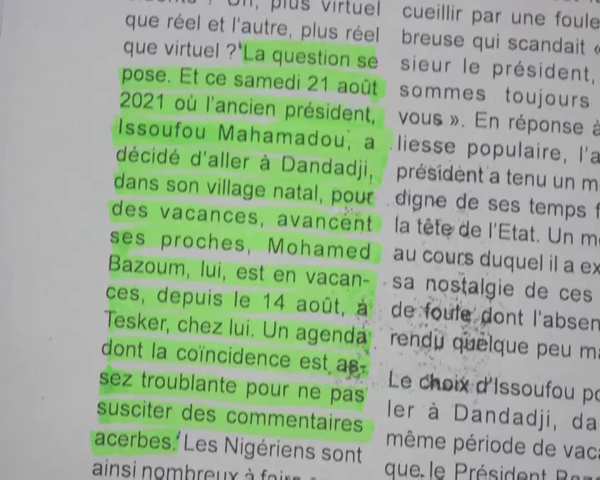 Un, plus virtuel
que réel et l'autre, plus réel
que virtuel ? La question se
pose. Et ce samedi 21 août
2021 où l'ancien président,
Issoufou Mahamadou, a
décidé d'aller à Dandadji,
dans son village natal, pour
des vacances, avancent
ses proches, Mohamed
Bazoum, lui, est en vacan-
ces, depuis le 14 août, à
Tesker, chez lui. Un agenda
dont la coïncidence est as-
sez troublante pour ne pas
susciter des commentaires
acerbes. Les Nigériens sont
ainsi nombreux à faire
cueillir par une foule
breuse qui scandait «
sieur le président,
sommes toujours
vous ». En réponse à
liesse populaire, l'a
président a tenu un m
digne de ses temps f
la tête de l'Etat. Un m
au cours duquel il a ex
sa nostalgie de ces
de foule dont l'absen
rendu quelque peu m
Le choix d'Issoufou po
ler à Dandadji, da
même période de vaca
que le Président